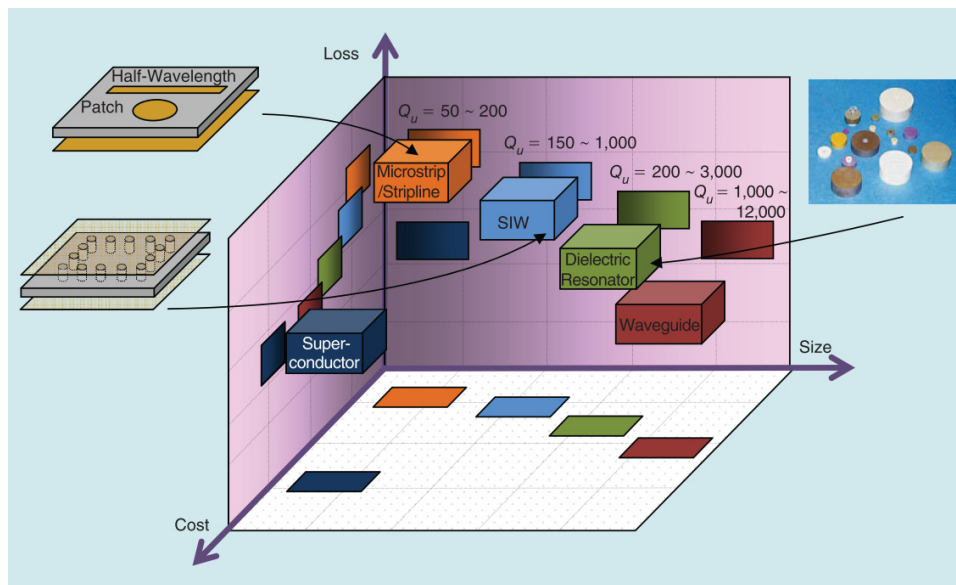 Loss
Half-Wavelength
Patch
Q_u = 50 ~ 200
Q_u = 150 ~ 1,000
Q_u = 200 ~ 3,000
Q_u = 1,000 ~
12,000
Microstrip
/Stripline
SIW
Dielectric
Resonator
Waveguide
Super-
conductor
Size
Cost